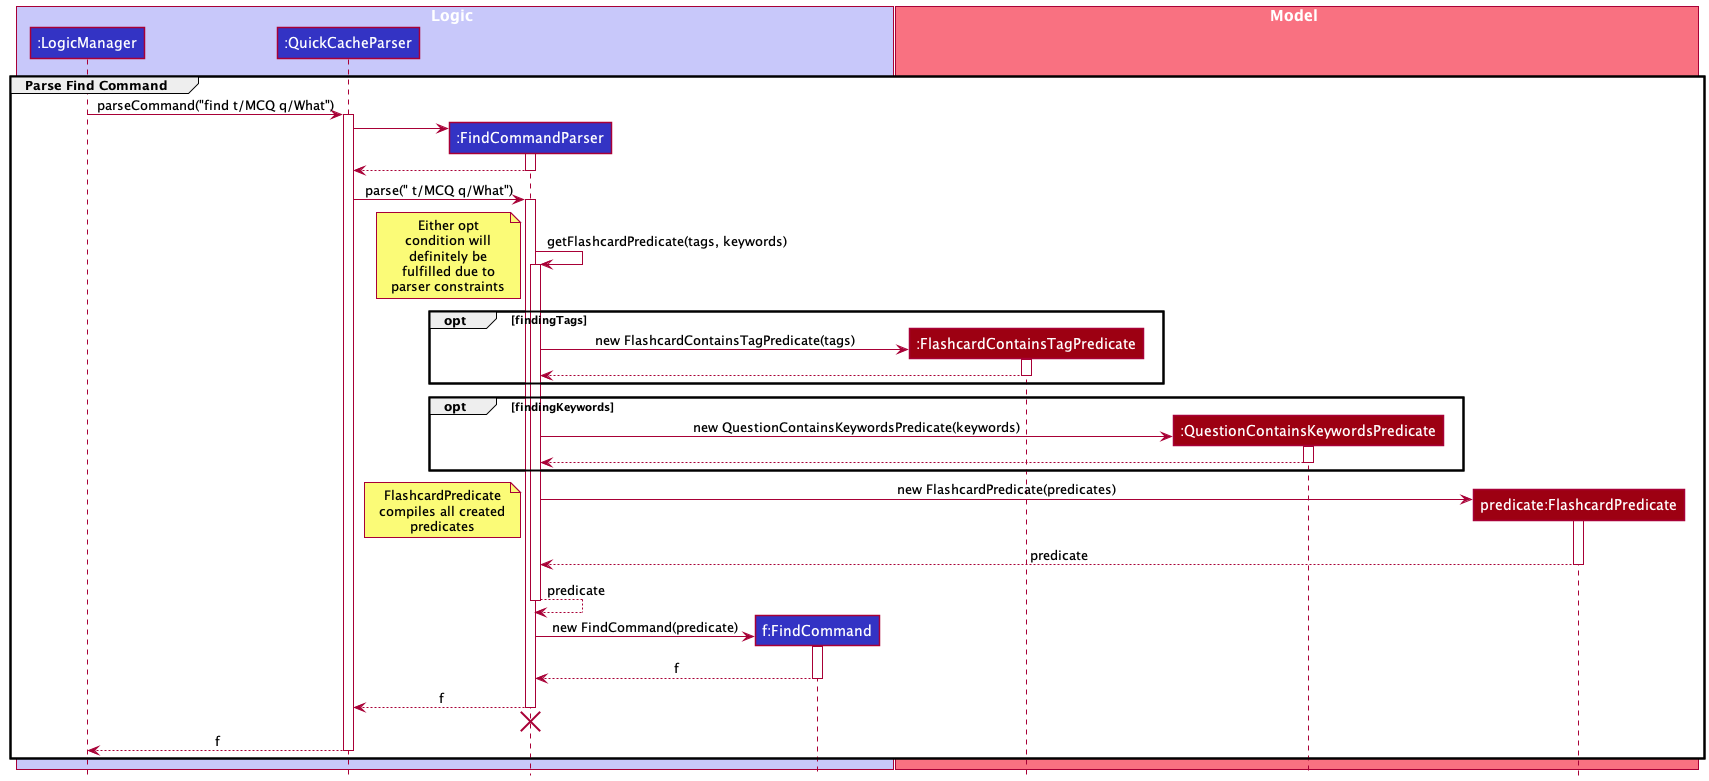 Logic
Model
:LogicManager
:QuickCacheParser
Parse Find Command
parseCommand("find t/MCQ q/What")
:FindCommandParser
parse(" t/MCQ q/What")
Either opt
condition will
definitely be
fulfilled due to
parser constraints
getFlashcardPredicate(tags, keywords)
opt
[findingTags]
new FlashcardContainsTagPredicate(tags)
:FlashcardContainsTagPredicate
opt
[findingKeywords]
new QuestionContainsKeywordsPredicate(keywords)
:QuestionContainsKeywordsPredicate
FlashcardPredicate
compiles all created
predicates
new FlashcardPredicate(predicates)
predicate:FlashcardPredicate
predicate
predicate
new FindCommand(predicate)
f:FindCommand
f
f
f